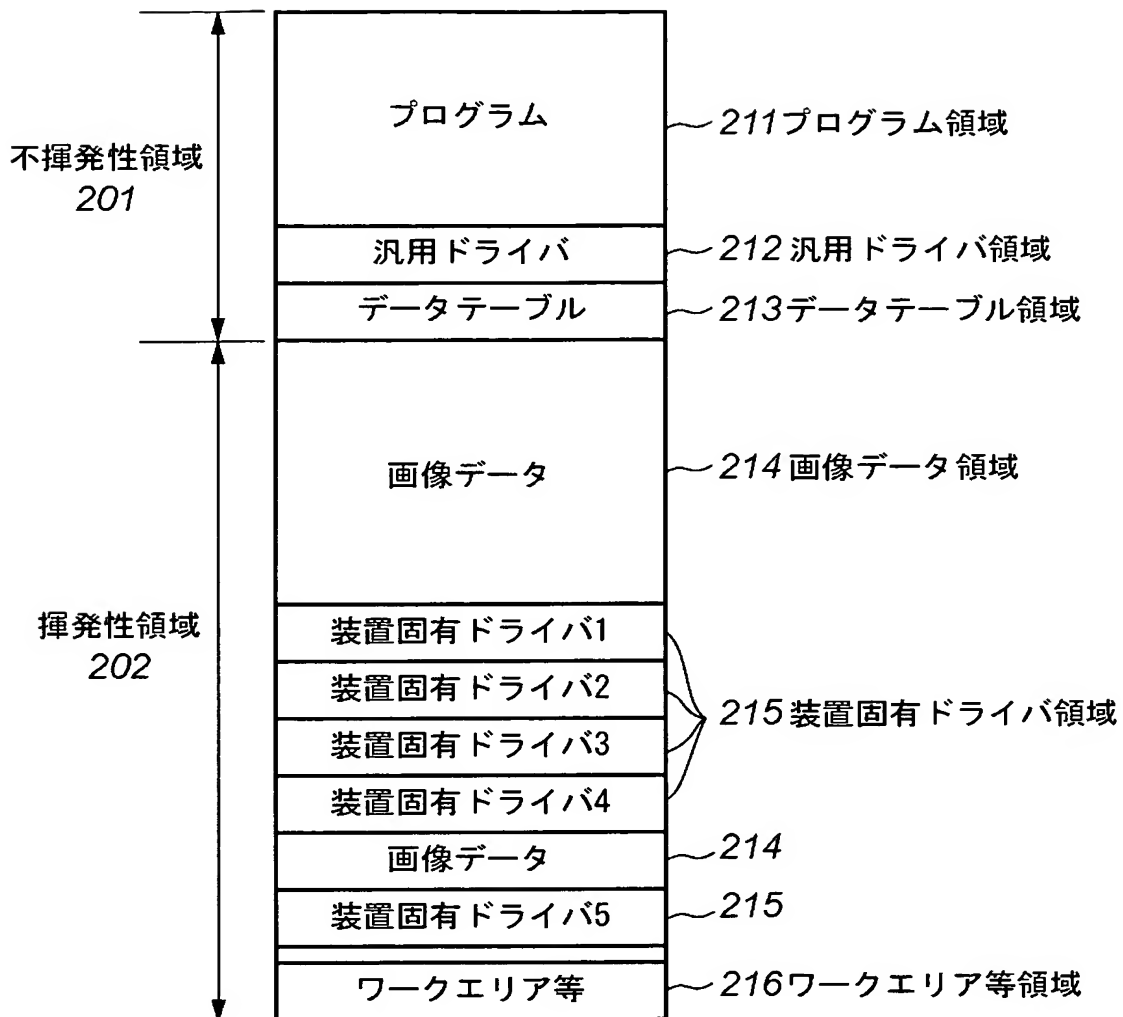 プログラム
211プログラム領域
不揮発性領域
201
汎用ドライバ
212 汎用ドライバ領域
データテーブル
213データテーブル領域
画像データ
214画像データ領域
揮発性領域
202
装置固有ドライバ1
装置固有ドライバ2
215装置固有ドライバ領域
装置固有ドライバ3
装置固有ドライバ4
画像データ
214
装置固有ドライバ5
215
ワークエリア等
216ワークエリア等領域